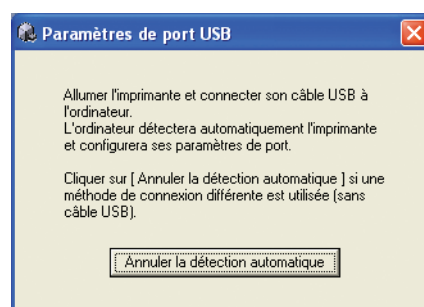 Paramètres de port USB
Allumer l'imprimante et connecter son câble USB à
l'ordinateur.
L'ordinateur détectera automatiquement l'imprimante
et configurera ses paramètres de port.
Cliquer sur [ Annuler la détection automatique ] si une
méthode de connexion différente est utilisée (sans
câble USB).
Annuler la détection automatique